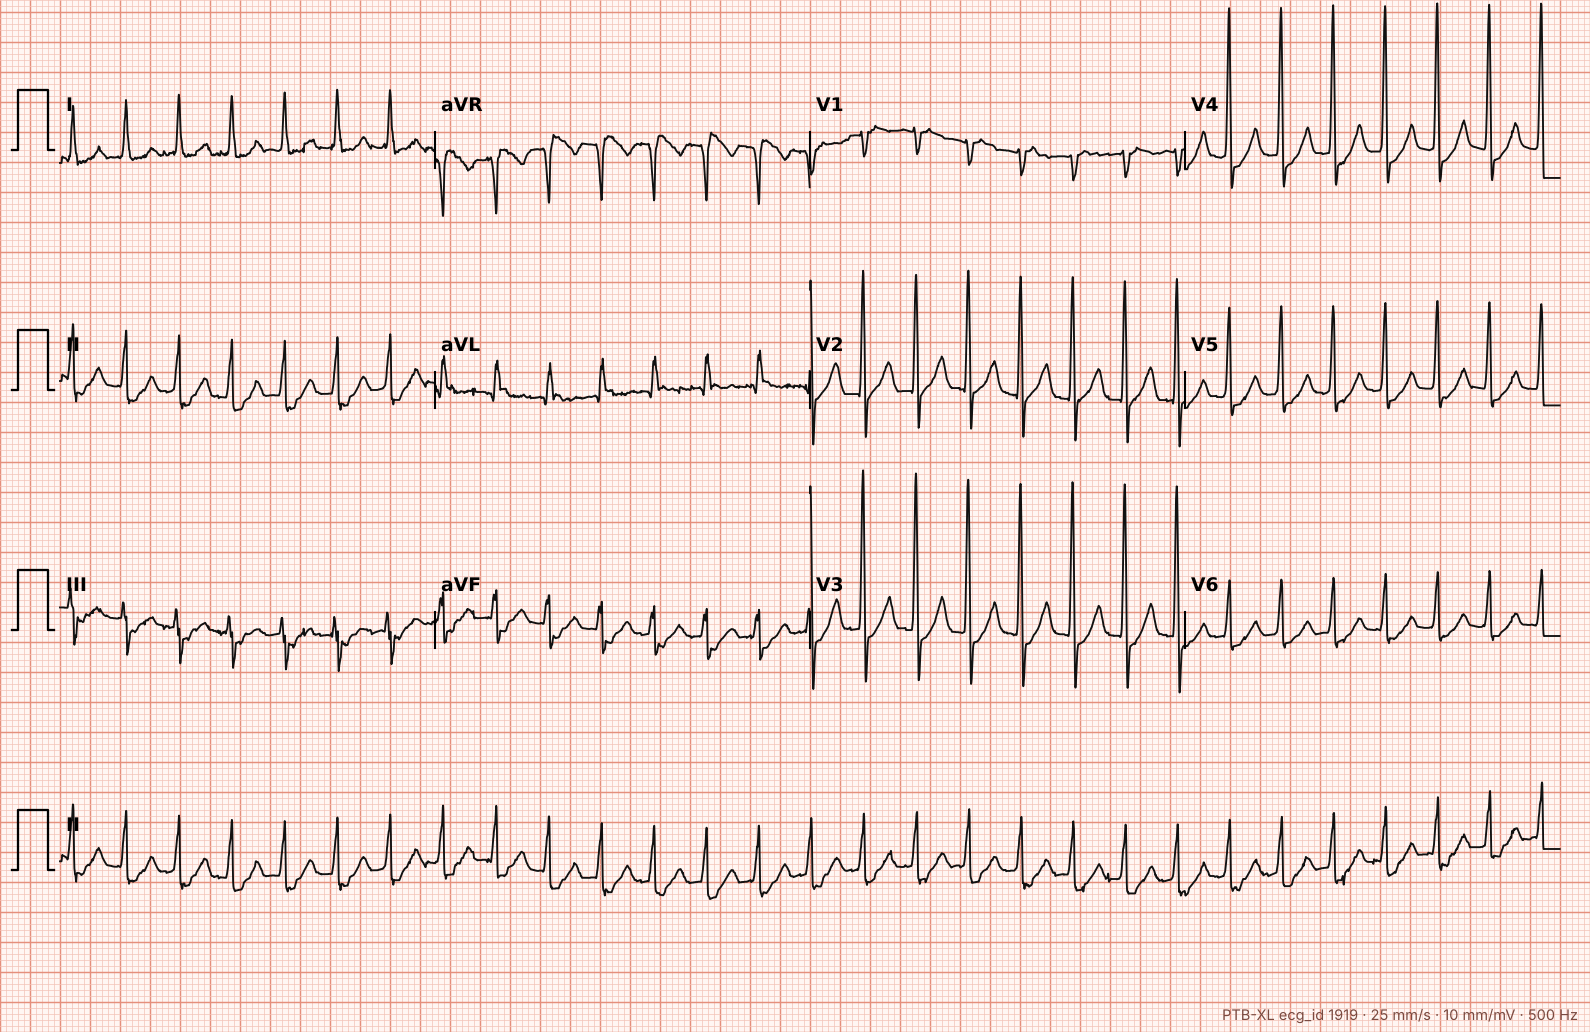 I aVR V1 V4
II aVL V2 V5
III aVF V3 V6
II
PTB-XL ecg_id 1919 · 25 mm/s · 10 mm/mV · 500 Hz